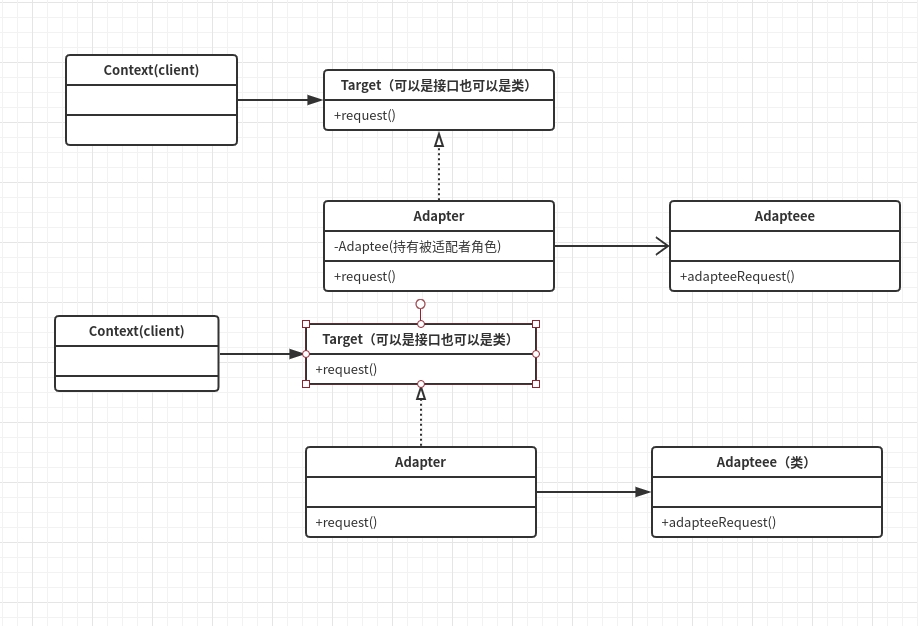 Context(client)
Target（可以是接口也可以是类）
+request()
Adapter
-Adaptee(持有被适配者角色)
+request()
Adapteee
+adapteeRequest()
Context(client)
Target（可以是接口也可以是类）
+request()
Adapter
+request()
Adapteee（类）
+adapteeRequest()